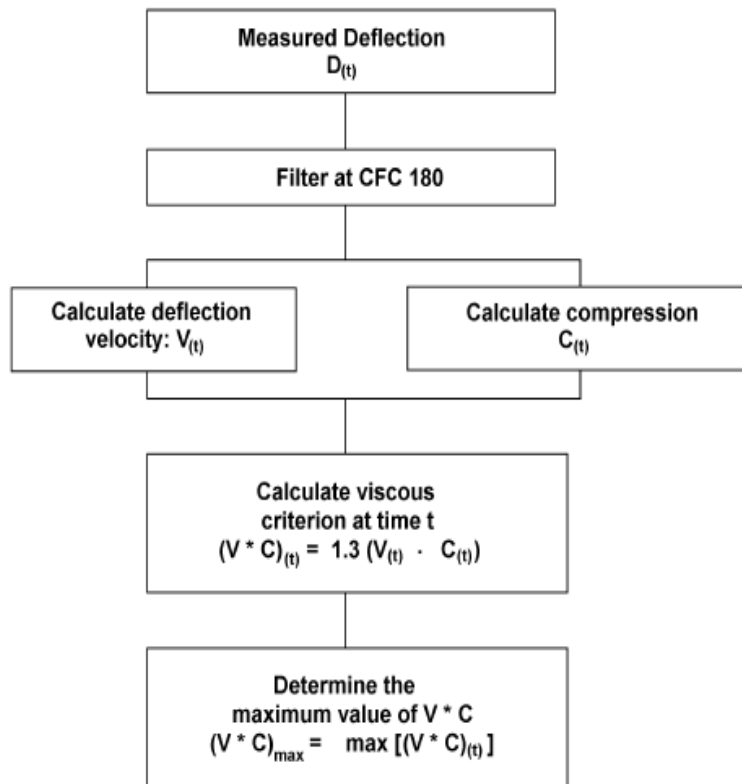 Measured Deflection
D(t)
Filter at CFC 180
Calculate deflection
velocity: V(t)
Calculate compression
C(t)
Calculate viscous
criterion at time t
(V * C)(t) = 1.3 (V(t) · C(t))
Determine the
maximum value of V * C
(V * C)max = max [(V * C)(t) ]